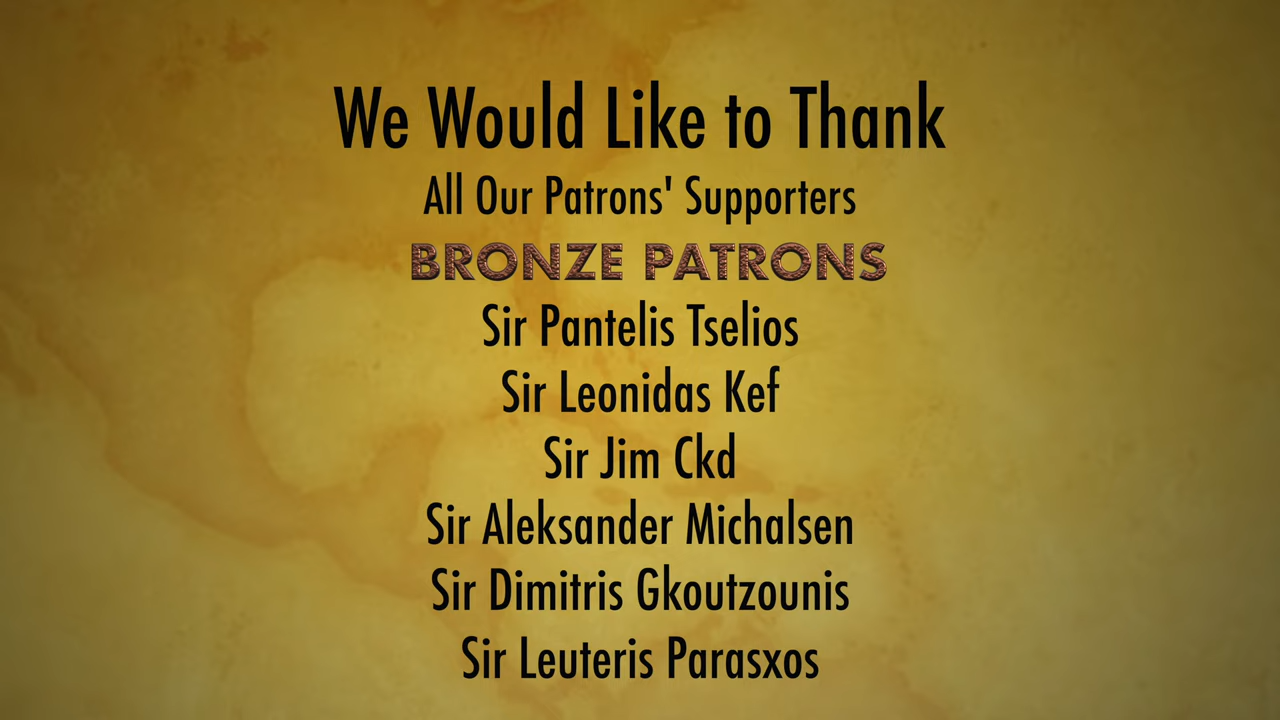 We Would Like to Thank
All Our Patrons' Supporters
BRONZE PATRONS
Sir Pantelis Tselios
Sir Leonidas Kef
Sir Jim Ckd
Sir Aleksander Michalsen
Sir Dimitris Gkoutzounis
Sir Leuteris Parasxos